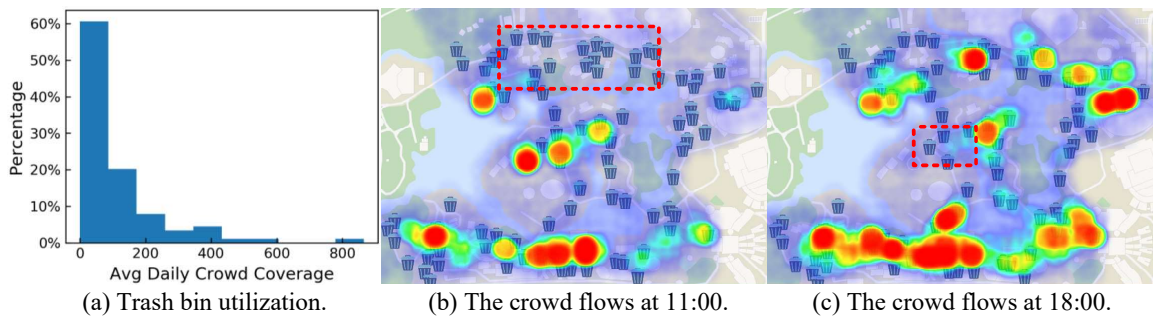 60%
50%
40%
30%
20%
10%
0%
Percentage
0 200 400 600 800
Avg Daily Crowd Coverage
(a) Trash bin utilization.
(b) The crowd flows at 11:00.
(c) The crowd flows at 18:00.